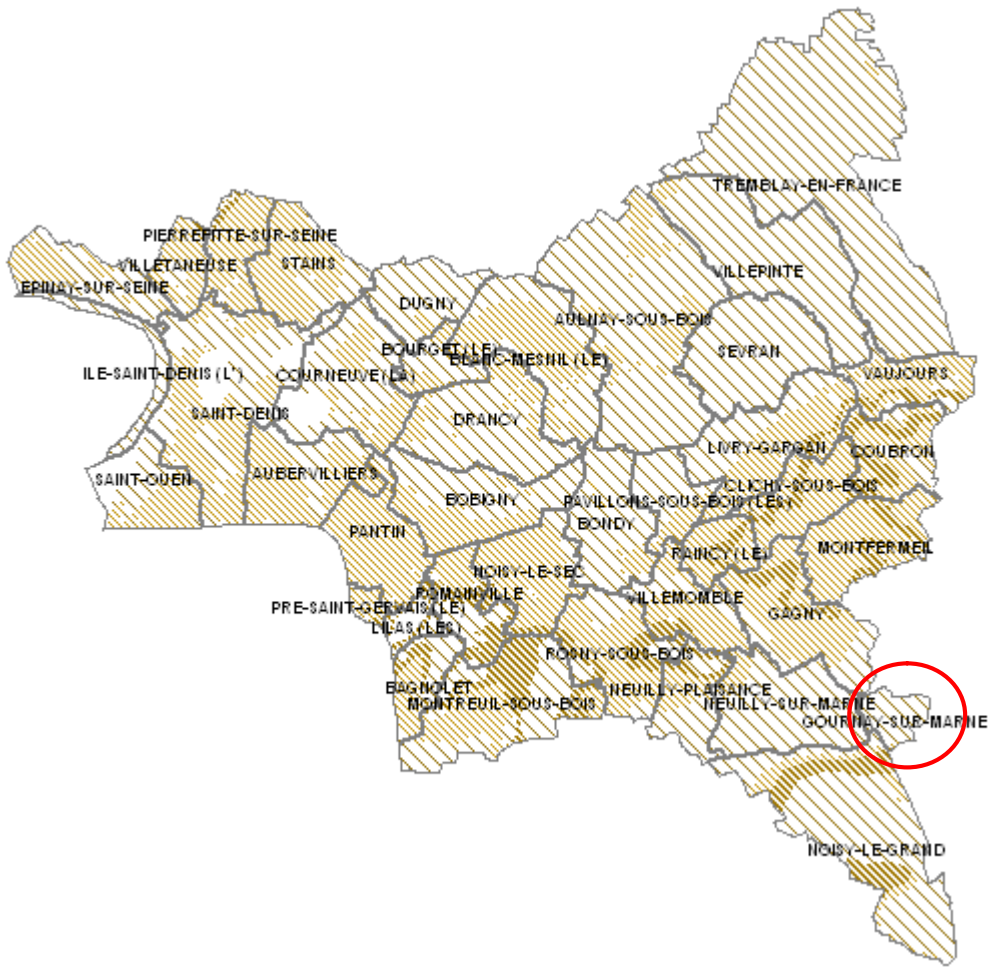 TREMBLAY-EN-FRANCE
PIERREFITTE-SUR-SEINE
VILLETANEUSE
STAINS
EPINAY-SUR-SEINE
VILLEPINTE
DUGNY
AULNAY-SOUS-BOIS
BOURGET (LE)
BLANC-MESNIL (LE)
SEVRAN
ILE-SAINT-DENIS (L')
COURNEUVE (LA)
VAUJOURS
SAINT-DENIS
DRANCY
LIVRY-GARGAN
COUBRON
SAINT-OUEN
AUBERVILLIERS
CLICHY-SOUS-BOIS
BOBIGNY
PAVILLONS-SOUS-BOIS (LES)
BONDY
PANTIN
RAINCY (LE)
MONTFERMEIL
NOISY-LE-SEC
ROMAINVILLE
VILLEMOMBLE
PRE-SAINT-GERVAIS (LE)
GAGNY
LILAS (LES)
ROSNY-SOUS-BOIS
BAGNOLET
NEUILLY-PLAISANCE
MONTREUIL-SOUS-BOIS
NEUILLY-SUR-MARNE
GOURNAY-SUR-MARNE
NOISY-LE-GRAND